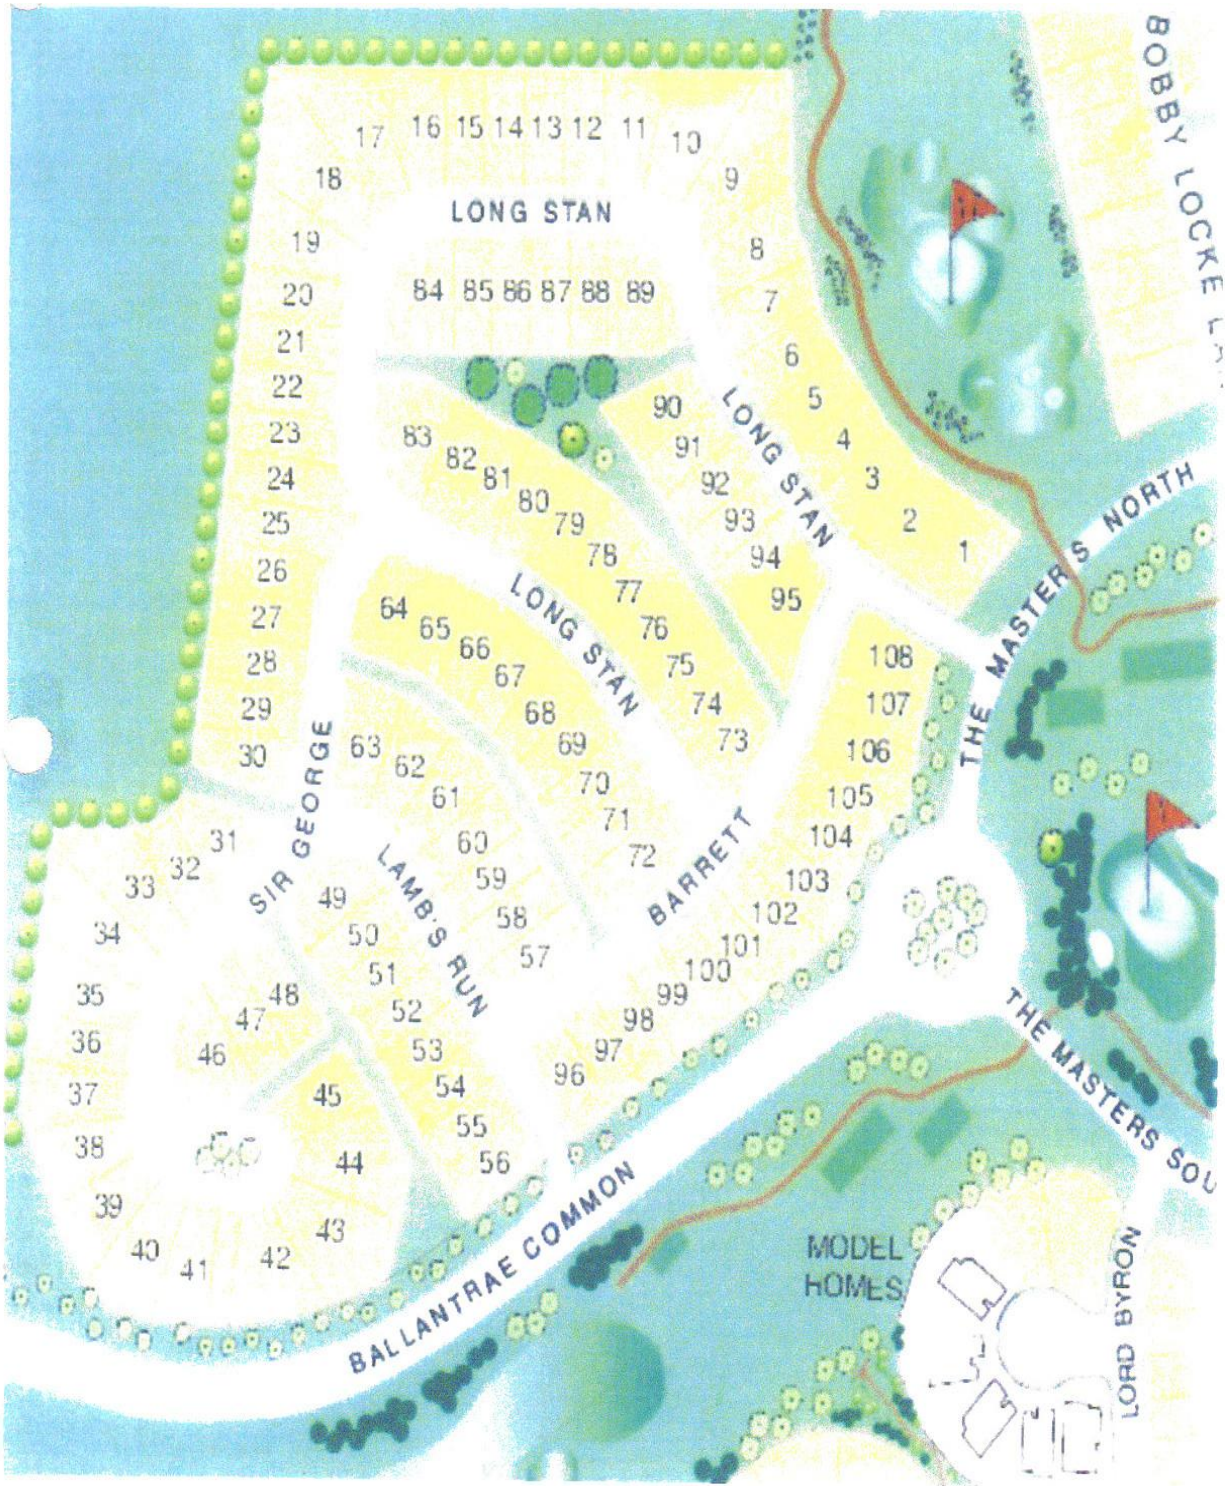 BOBBY LOCKE LA
17 16 15 14 13 12 11 10
18 9
LONG STAN
19 8
20 84 85 86 87 88 89 7
21 6
22 90 5
23 83 91 4
LONG STAN
24 82 81 92 3
25 80 79 93 2
26 78 94 1
THE MASTERS NORTH
27 64 77 95
LONG STAN
28 65 66 76 108
29 67 75 107
30 68 74 106
SIR GEORGE
63 69 73
62 70 105
61 71 104
31 60 72 103
32 59 102
33 49 58 101
LAMB'S RUN
BARRETT
34 50 57 100
35 48 51 99
36 47 52 98
37 46 53 97
38 45 54 96
39 44 55
40 43 56
41 42
THE MASTERS SOU
BALLANTRAE COMMON
MODEL
HOMES
LORD BYRON